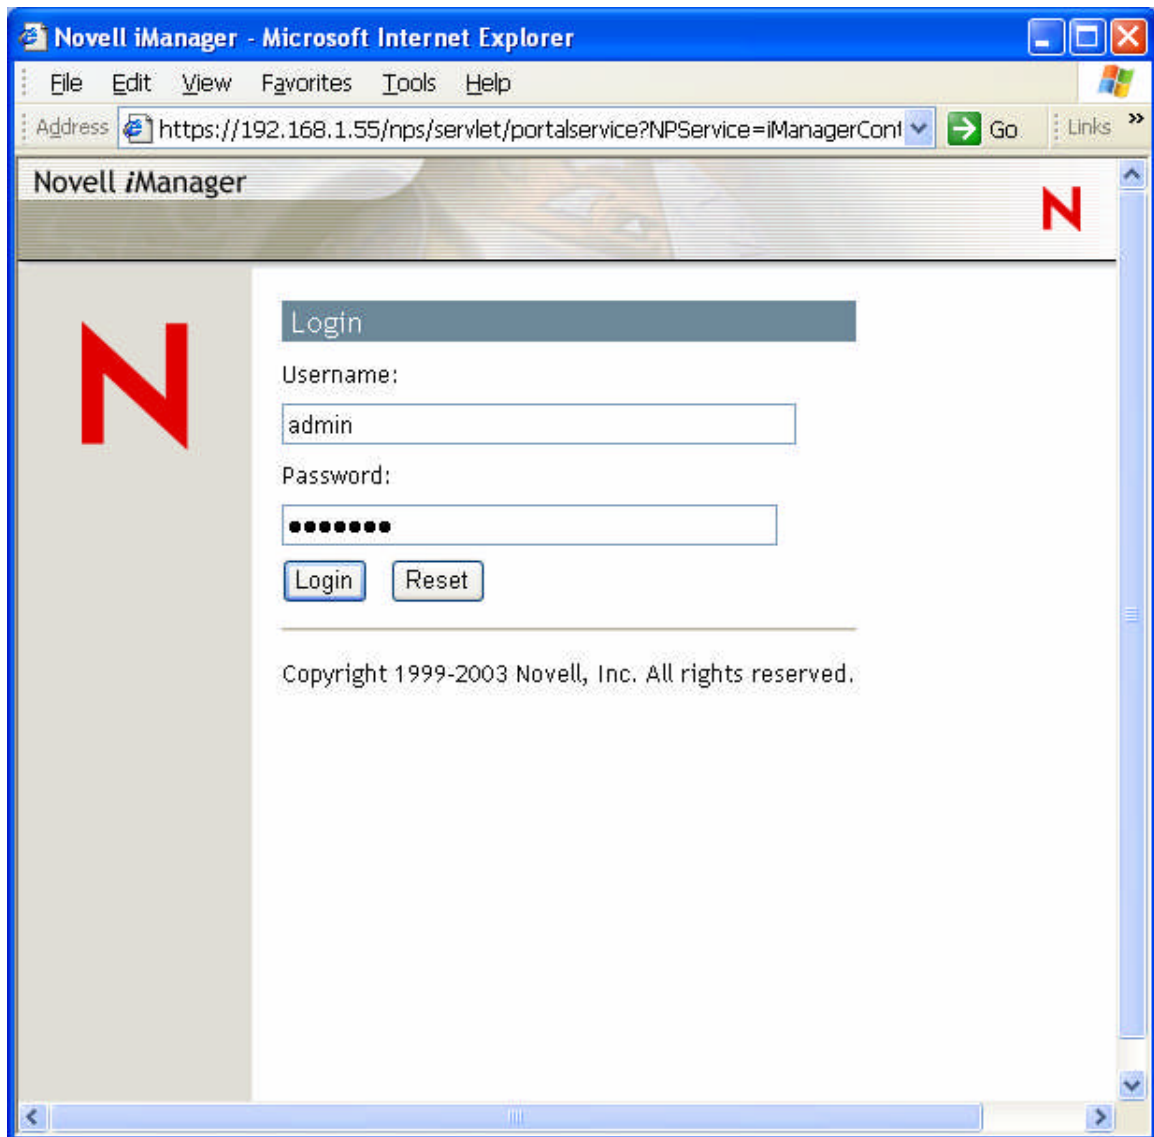 Novell iManager - Microsoft Internet Explorer
File Edit View Favorites Tools Help
Address https://192.168.1.55/nps/servlet/portalservice?NPService=iManagerCont Go Links »
Novell iManager
N
N
Login
Username:
admin
Password:
●●●●●●●
Login Reset
Copyright 1999-2003 Novell, Inc. All rights reserved.